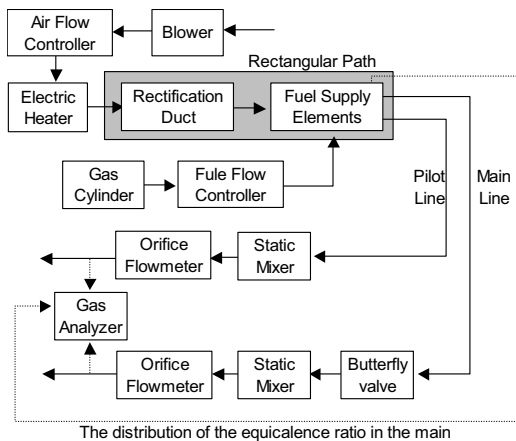 Air Flow
Controller
Blower
Rectangular Path
Electric
Heater
Rectification
Duct
Fuel Supply
Elements
Gas
Cylinder
Fule Flow
Controller
Pilot
Line
Main
Line
Orifice
Flowmeter
Static
Mixer
Gas
Analyzer
Orifice
Flowmeter
Static
Mixer
Butterfly
valve
The distribution of the equicalence ratio in the main